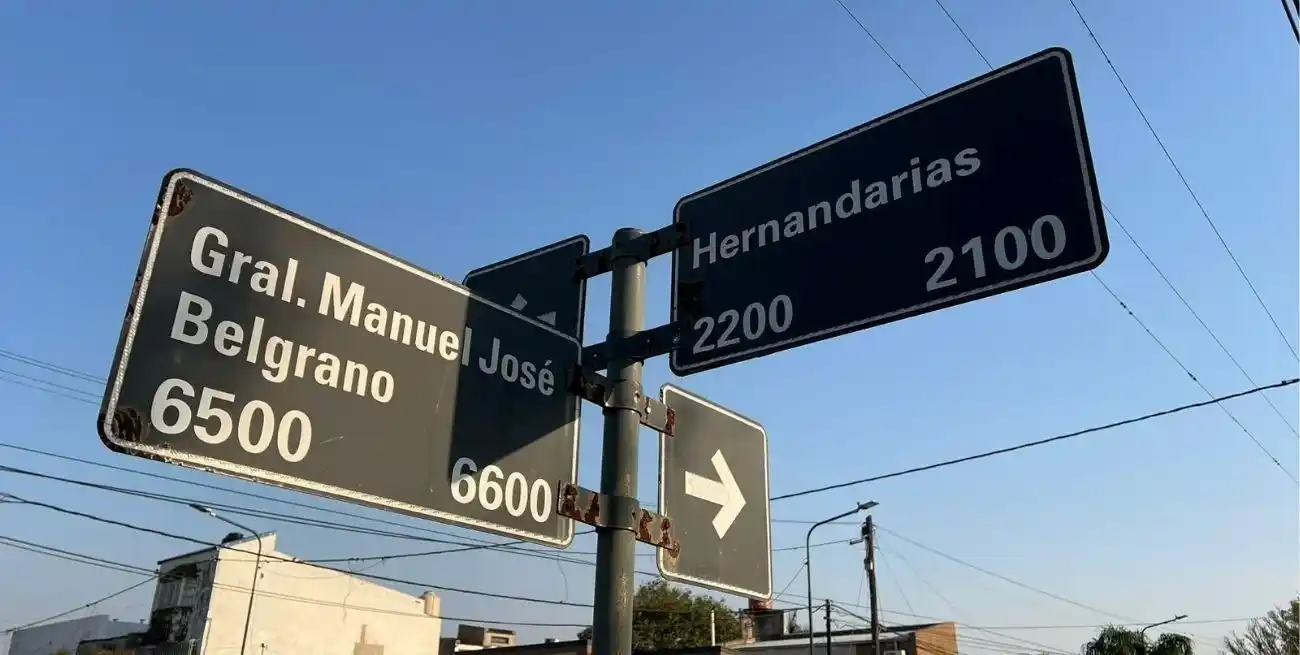 Gral. Manuel José
Belgrano
6500 6600
Hernandarias
2200 2100